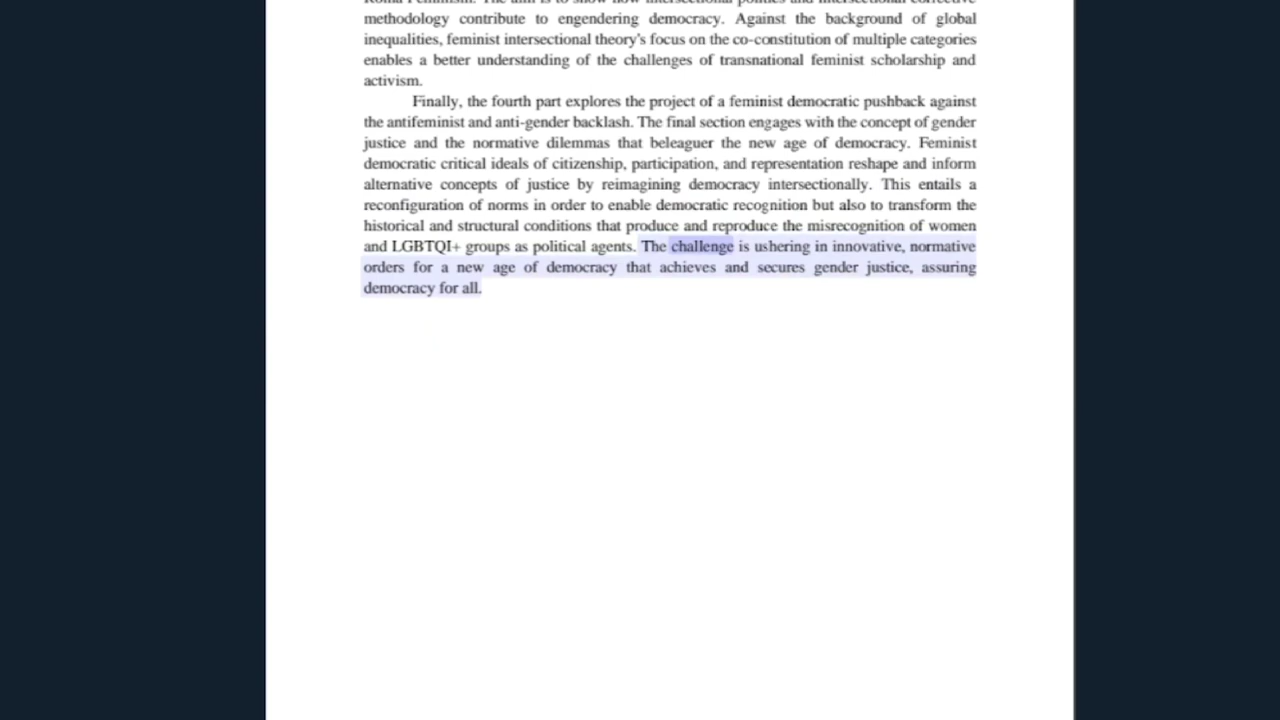 methodology contribute to engendering democracy. Against the background of global
inequalities, feminist intersectional theory's focus on the co-constitution of multiple categories
enables a better understanding of the challenges of transnational feminist scholarship and
activism.
Finally, the fourth part explores the project of a feminist democratic pushback against
the antifeminist and anti-gender backlash. The final section engages with the concept of gender
justice and the normative dilemmas that beleaguer the new age of democracy. Feminist
democratic critical ideals of citizenship, participation, and representation reshape and inform
alternative concepts of justice by reimagining democracy intersectionally. This entails a
reconfiguration of norms in order to enable democratic recognition but also to transform the
historical and structural conditions that produce and reproduce the misrecognition of women
and LGBTQI+ groups as political agents. The challenge is ushering in innovative, normative
orders for a new age of democracy that achieves and secures gender justice, assuring
democracy for all.